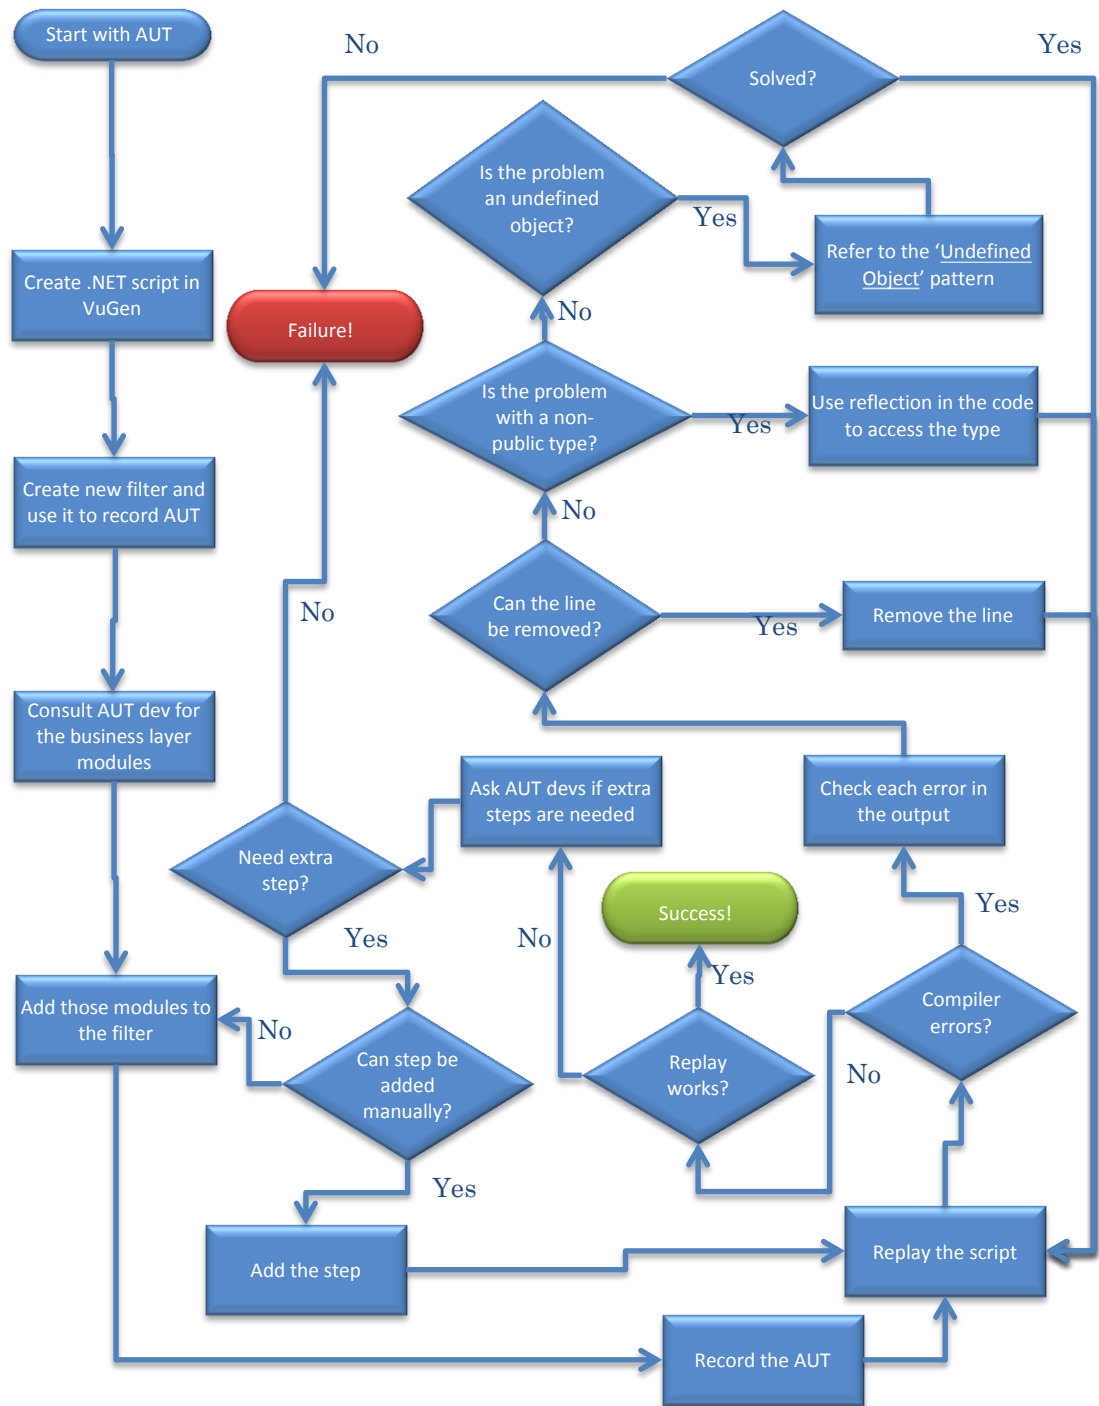 Start with AUT
No
Solved?
Yes
Is the problem
an undefined
object?
Yes
Refer to the ‘Undefined
Object’ pattern
Create .NET script in
VuGen
Failure!
No
Is the problem
with a non-
public type?
Yes
Use reflection in the code
to access the type
Create new filter and
use it to record AUT
No
Can the line
be removed?
Yes
Remove the line
No
Consult AUT dev for
the business layer
modules
Ask AUT devs if extra
steps are needed
Check each error in
the output
Need extra
step?
Success!
Yes
Yes
No
Yes
Add those modules to
the filter
No
Can step be
added
manually?
Replay
works?
Compiler
errors?
No
Yes
Add the step
Replay the script
Record the AUT